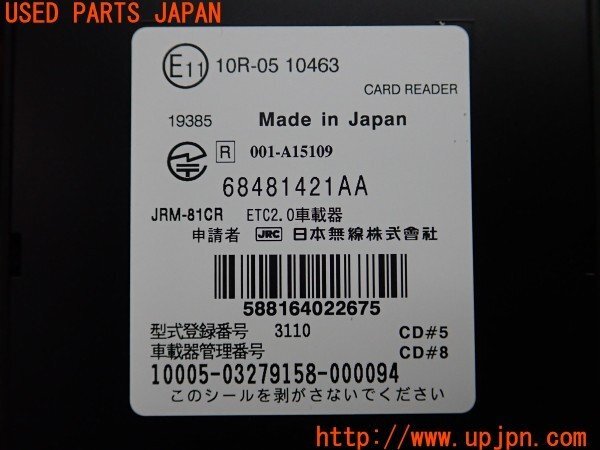 USED PARTS JAPAN
E11 10R-05 10463
CARD READER
19385 Made in Japan
R 001-A15109
68481421AA
JRM-81CR ETC2.0車載器
申請者 JRC 日本無線株式會社
588164022675
型式登録番号 3110 CD#5
車載器管理番号 CD#8
10005-03279158-000094
このシールを剥がさないでください
http://www.upjpn.com